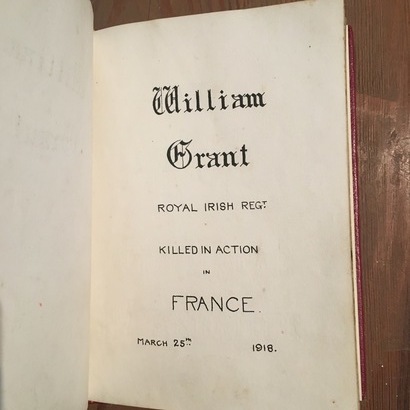 William
Grant
ROYAL IRISH REGT
KILLED IN ACTION
IN
FRANCE.
MARCH 25TH 1918.